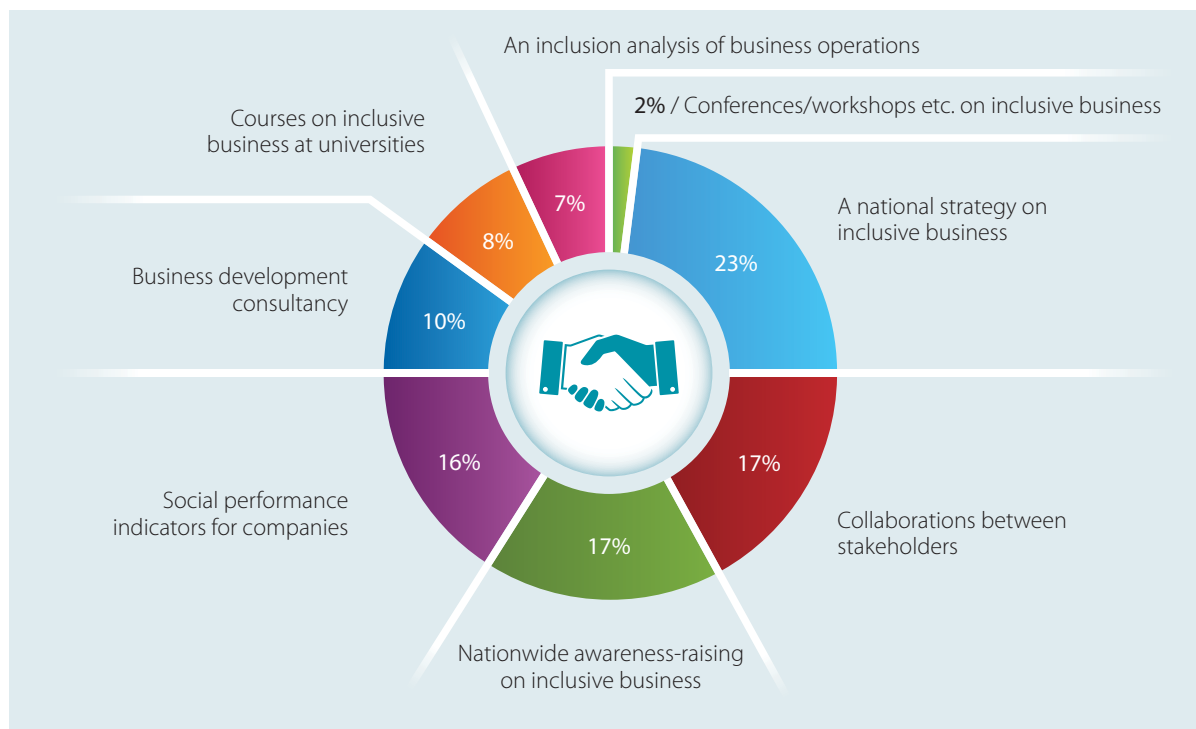 An inclusion analysis of business operations
2% / Conferences/workshops etc. on inclusive business
Courses on inclusive
business at universities
7%
8%
A national strategy on
inclusive business
23%
Business development
consultancy
10%
16%
17%
Social performance
indicators for companies
Collaborations between
stakeholders
17%
Nationwide awareness-raising
on inclusive business